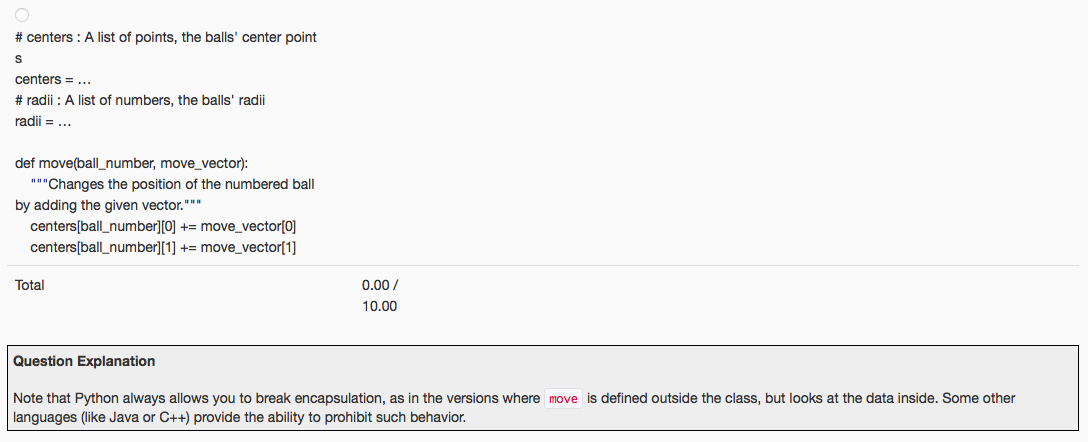 # centers : A list of points, the balls' center point
s
centers = …
# radii : A list of numbers, the balls' radii
radii = …
def move(ball_number, move_vector):
"""Changes the position of the numbered ball
by adding the given vector."""
centers[ball_number][0] += move_vector[0]
centers[ball_number][1] += move_vector[1]
Total 0.00 /
10.00
Question Explanation
Note that Python always allows you to break encapsulation, as in the versions where move is defined outside the class, but looks at the data inside. Some other
languages (like Java or C++) provide the ability to prohibit such behavior.